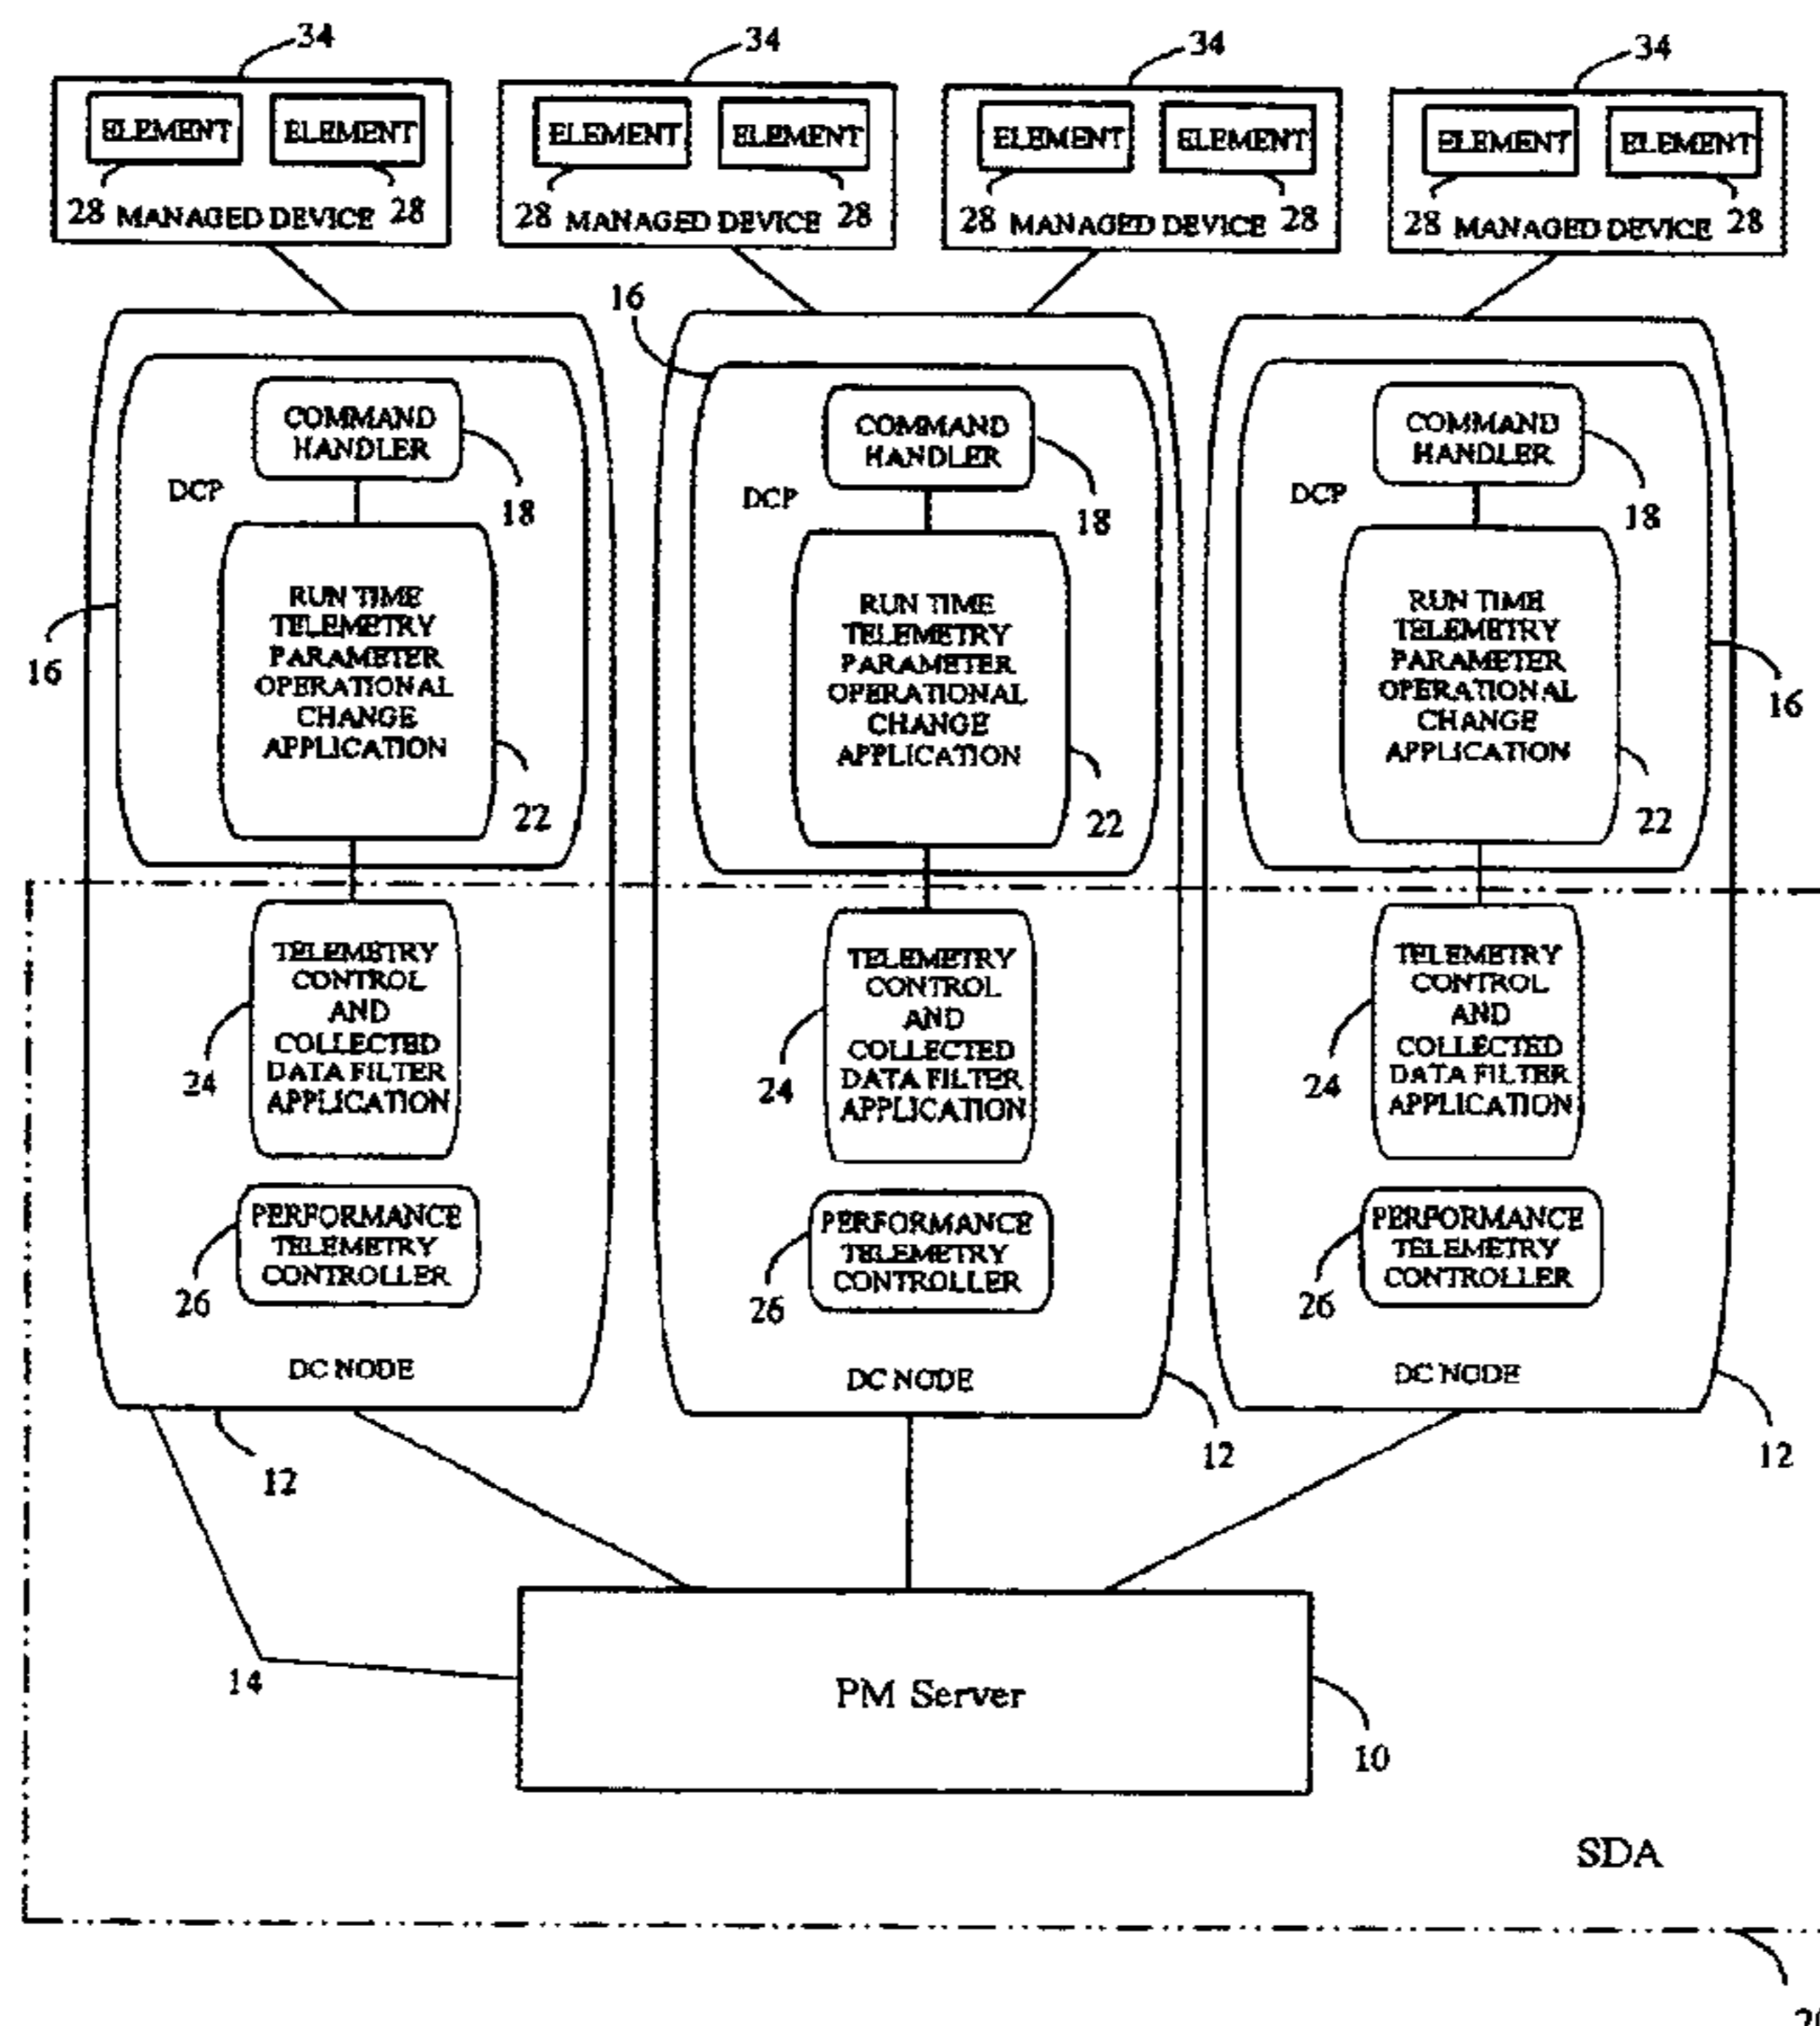 34 34 34 34
ELEMENT ELEMENT ELEMENT ELEMENT ELEMENT ELEMENT ELEMENT ELEMENT
28 MANAGED DEVICE 28 28 MANAGED DEVICE 28 28 MANAGED DEVICE 28 28 MANAGED DEVICE 28
16
COMMAND
HANDLER
DCP
18
RUN TIME
TELEMETRY
PARAMETER
OPERATIONAL
CHANGE
APPLICATION
16
22
TELEMETRY
CONTROL
AND
COLLECTED
DATA FILTER
APPLICATION
24
PERFORMANCE
TELEMETRY
CONTROLLER
26
DC NODE
12
COMMAND
HANDLER
DCP
18
RUN TIME
TELEMETRY
PARAMETER
OPERATIONAL
CHANGE
APPLICATION
22
TELEMETRY
CONTROL
AND
COLLECTED
DATA FILTER
APPLICATION
24
PERFORMANCE
TELEMETRY
CONTROLLER
26
DC NODE
12
COMMAND
HANDLER
DCP
18
RUN TIME
TELEMETRY
PARAMETER
OPERATIONAL
CHANGE
APPLICATION
16
22
TELEMETRY
CONTROL
AND
COLLECTED
DATA FILTER
APPLICATION
24
PERFORMANCE
TELEMETRY
CONTROLLER
26
DC NODE
12
14
PM Server
10
SDA